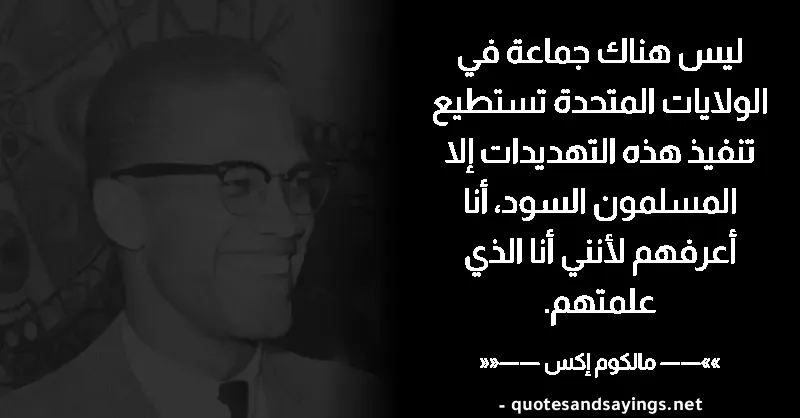 ليس هناك جماعة في
الولايات المتحدة تستطيع
تنفيذ هذه التهديدات إلا
المسلمون السود، أنا
أعرفهم لأنني أنا الذي
علمتهم.
»»—— مالكوم إكس ——««
- quotesandsayings.net